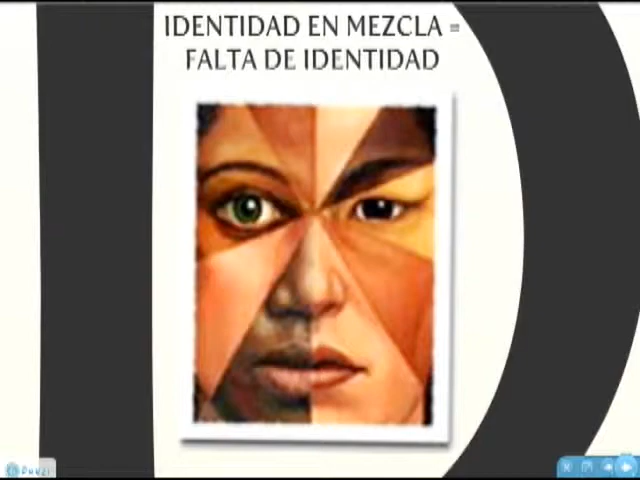 IDENTIDAD EN MEZCLA =
FALTA DE IDENTIDAD